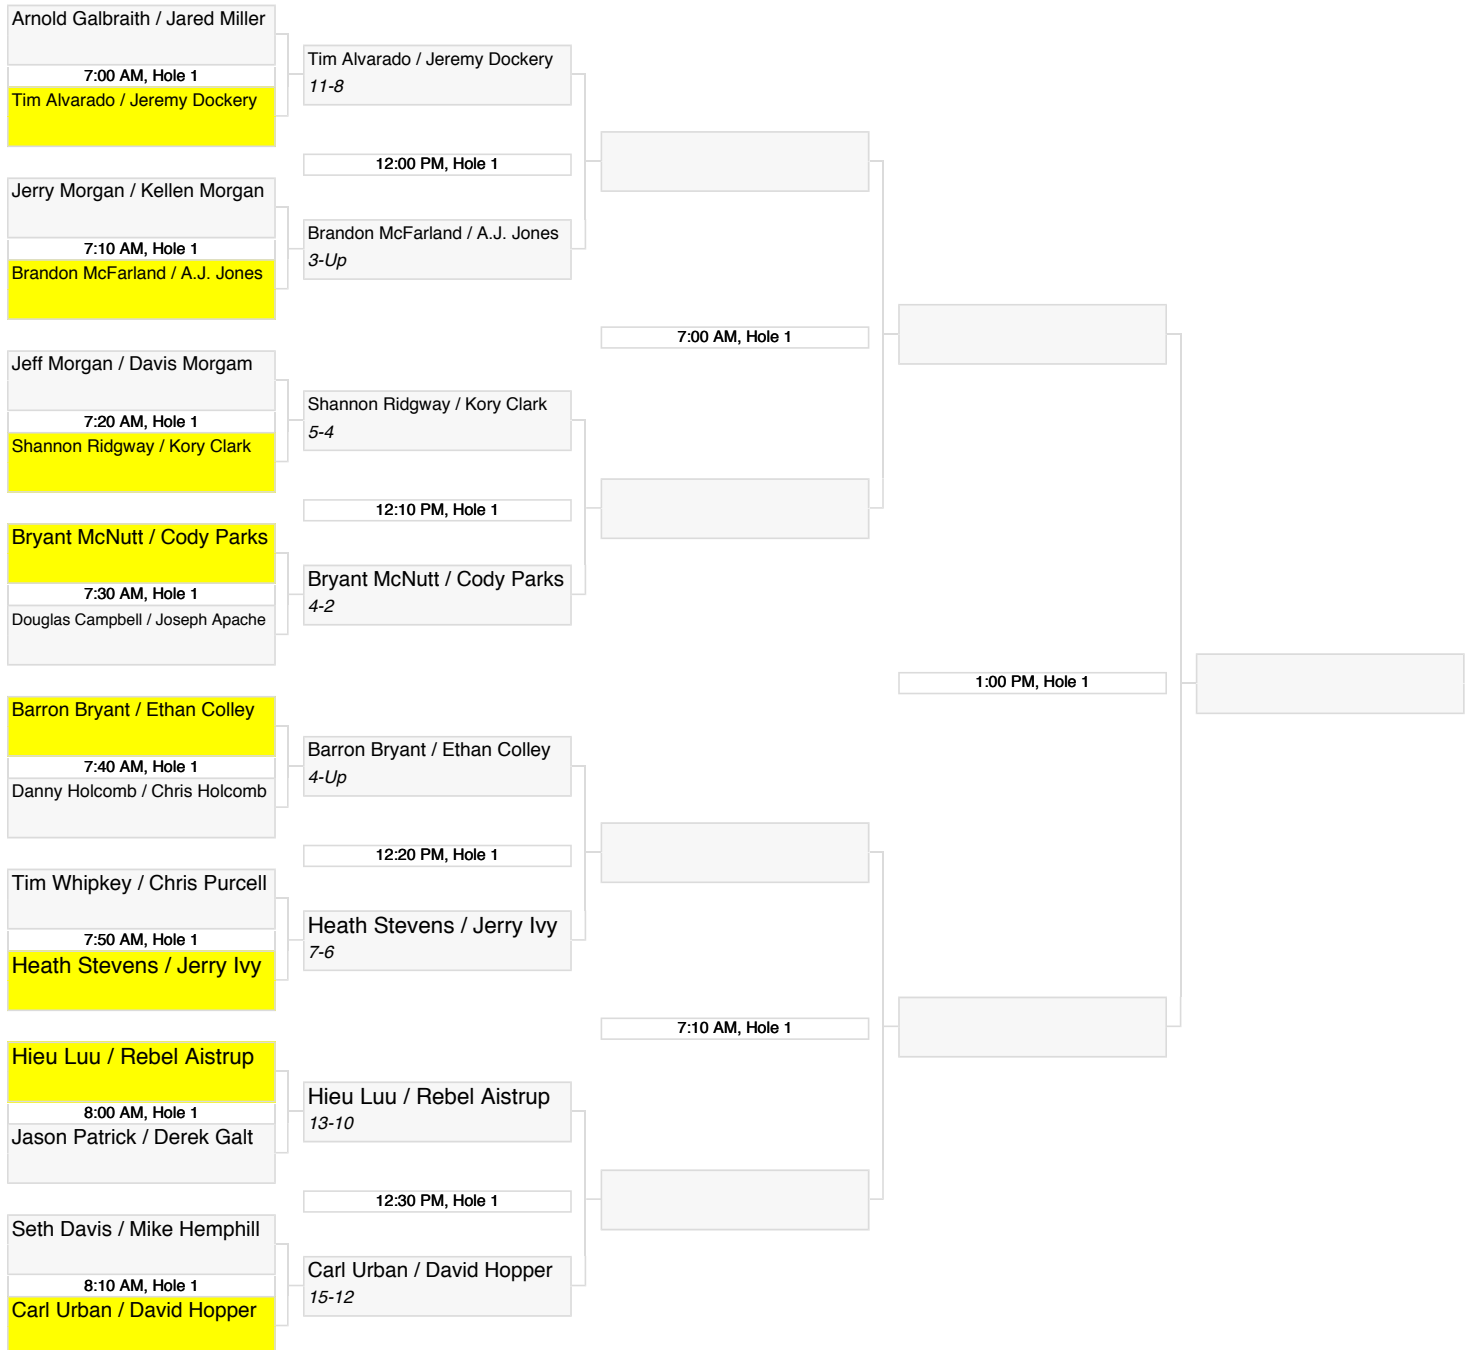 Arnold Galbraith / Jared Miller
7:00 AM, Hole 1
Tim Alvarado / Jeremy Dockery
Jerry Morgan / Kellen Morgan
7:10 AM, Hole 1
Brandon McFarland / A.J. Jones
Jeff Morgan / Davis Morgam
7:20 AM, Hole 1
Shannon Ridgway / Kory Clark
Bryant McNutt / Cody Parks
7:30 AM, Hole 1
Douglas Campbell / Joseph Apache
Barron Bryant / Ethan Colley
7:40 AM, Hole 1
Danny Holcomb / Chris Holcomb
Tim Whipkey / Chris Purcell
7:50 AM, Hole 1
Heath Stevens / Jerry Ivy
Hieu Luu / Rebel Aistrup
8:00 AM, Hole 1
Jason Patrick / Derek Galt
Seth Davis / Mike Hemphill
8:10 AM, Hole 1
Carl Urban / David Hopper
Tim Alvarado / Jeremy Dockery
11-8
12:00 PM, Hole 1
Brandon McFarland / A.J. Jones
3-Up
Shannon Ridgway / Kory Clark
5-4
12:10 PM, Hole 1
Bryant McNutt / Cody Parks
4-2
Barron Bryant / Ethan Colley
4-Up
12:20 PM, Hole 1
Heath Stevens / Jerry Ivy
7-6
Hieu Luu / Rebel Aistrup
13-10
12:30 PM, Hole 1
Carl Urban / David Hopper
15-12
7:00 AM, Hole 1
7:10 AM, Hole 1
1:00 PM, Hole 1